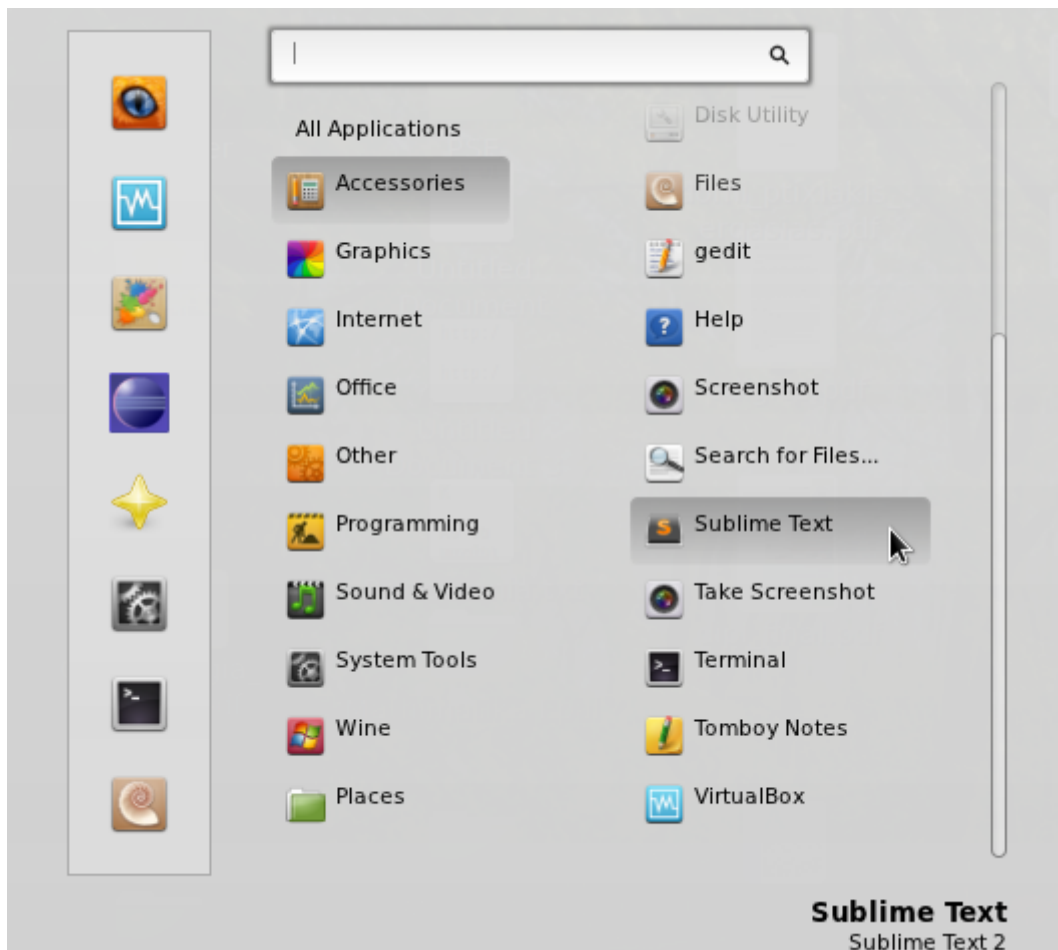 All Applications
Accessories
Graphics
Internet
Office
Other
Programming
Sound & Video
System Tools
Wine
Places
Disk Utility
Files
gedit
Help
Screenshot
Search for Files...
Sublime Text
Take Screenshot
Terminal
Tomboy Notes
VirtualBox
Sublime Text
Sublime Text 2